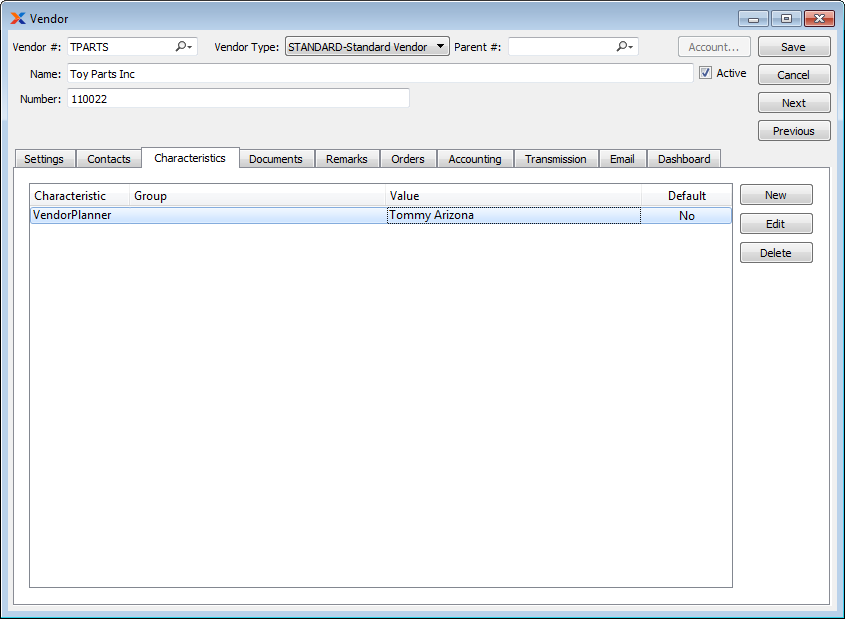 Vendor
Vendor #: TPARTS Vendor Type: STANDARD-Standard Vendor Parent #: Account... Save
Name: Toy Parts Inc Active Cancel
Number: 110022 Next
Previous
Settings Contacts Characteristics Documents Remarks Orders Accounting Transmission Email Dashboard
Characteristic Group Value Default New
VendorPlanner Tommy Arizona No
Edit
Delete